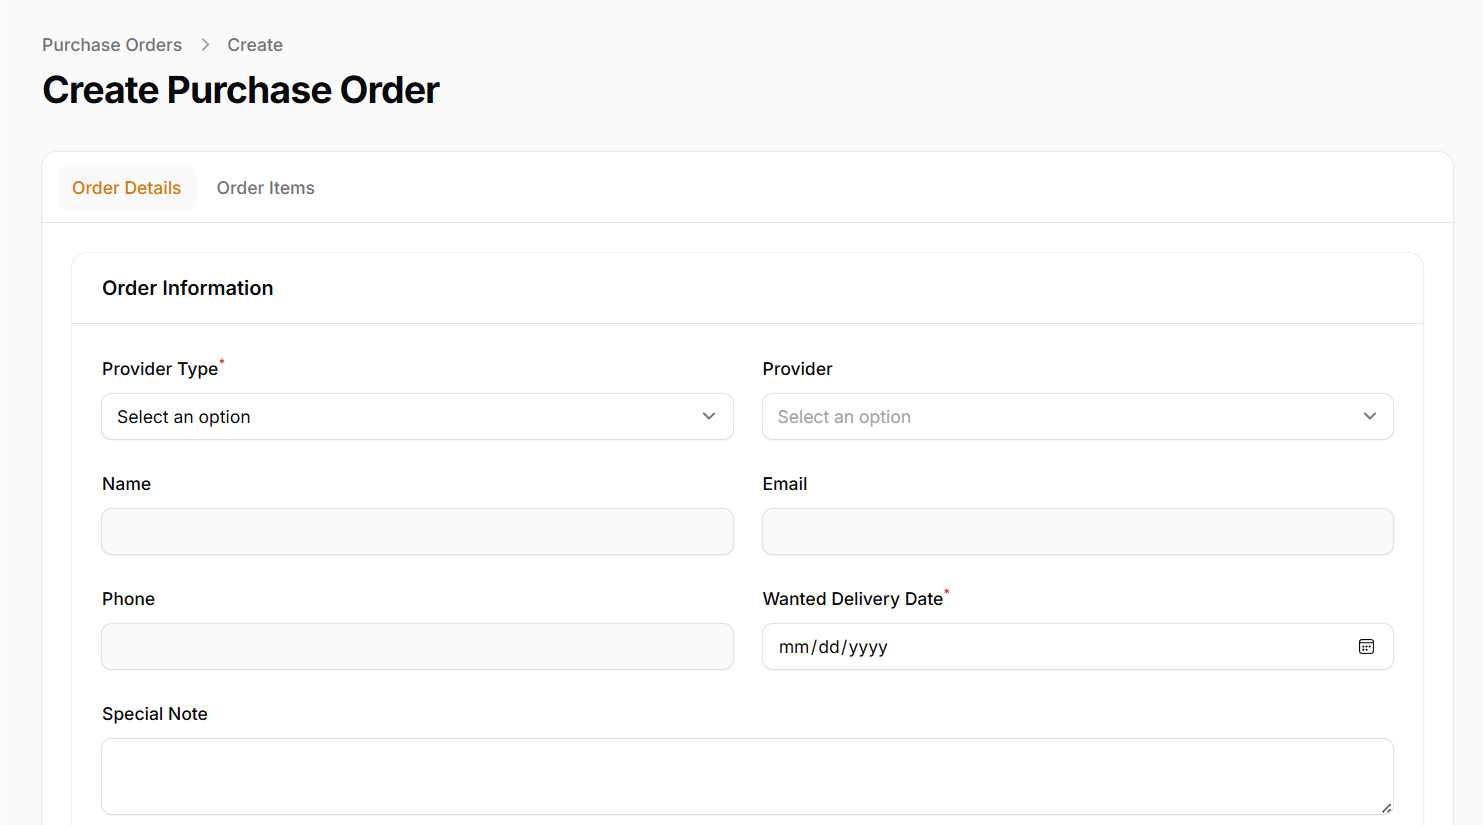 Purchase Orders > Create
Create Purchase Order
Order Details Order Items
Order Information
Provider Type* Provider
Select an option Select an option
Name Email
Phone Wanted Delivery Date*
mm/dd/yyyy
Special Note